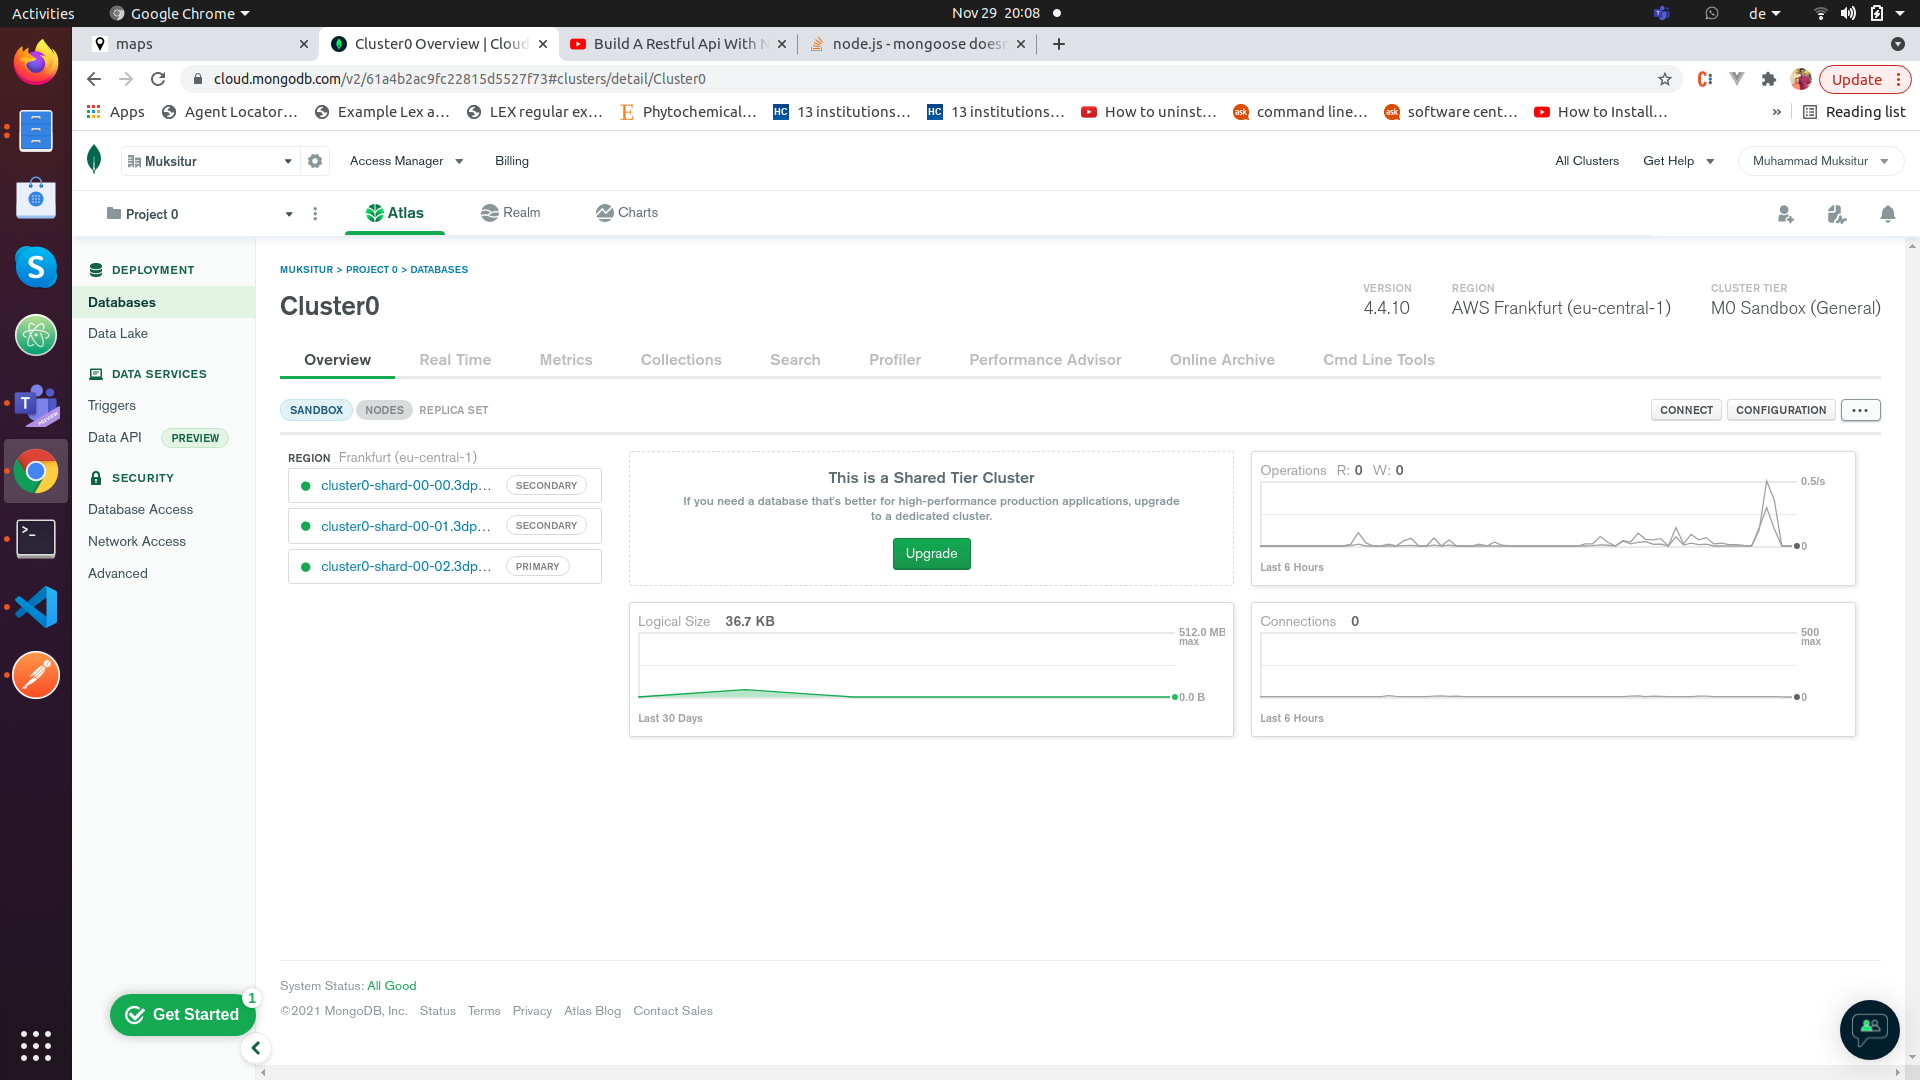 Activities
Google Chrome
Nov 29 20:08
de
maps
Cluster0 Overview | Cloud
Build A Restful Api With N
node.js - mongoose doesn
cloud.mongodb.com/v2/61a4b2ac9fc22815d5527f73#clusters/detail/Cluster0
Update
Apps
Agent Locator…
Example Lex a…
LEX regular ex…
Phytochemical…
HC 13 institutions…
HC 13 institutions…
How to uninst…
ask command line…
ask software cent…
How to Install…
»
Reading list
Muksitur
Access Manager
Billing
All Clusters
Get Help
Muhammad Muksitur
Project 0
Atlas
Realm
Charts
DEPLOYMENT
Databases
Data Lake
DATA SERVICES
Triggers
Data API PREVIEW
SECURITY
Database Access
Network Access
Advanced
MUKSITUR > PROJECT 0 > DATABASES
Cluster0
VERSION
4.4.10
REGION
AWS Frankfurt (eu-central-1)
CLUSTER TIER
M0 Sandbox (General)
Overview
Real Time
Metrics
Collections
Search
Profiler
Performance Advisor
Online Archive
Cmd Line Tools
SANDBOX
NODES
REPLICA SET
CONNECT
CONFIGURATION
...
REGION Frankfurt (eu-central-1)
cluster0-shard-00-00.3dp… SECONDARY
cluster0-shard-00-01.3dp… SECONDARY
cluster0-shard-00-02.3dp… PRIMARY
This is a Shared Tier Cluster
If you need a database that's better for high-performance production applications, upgrade
to a dedicated cluster.
Upgrade
Operations R: 0 W: 0
0.5/s
0
Last 6 Hours
Logical Size 36.7 KB
512.0 MB
max
0.0 B
Last 30 Days
Connections 0
500
max
0
Last 6 Hours
System Status: All Good
©2021 MongoDB, Inc.
Status
Terms
Privacy
Atlas Blog
Contact Sales
Get Started
1